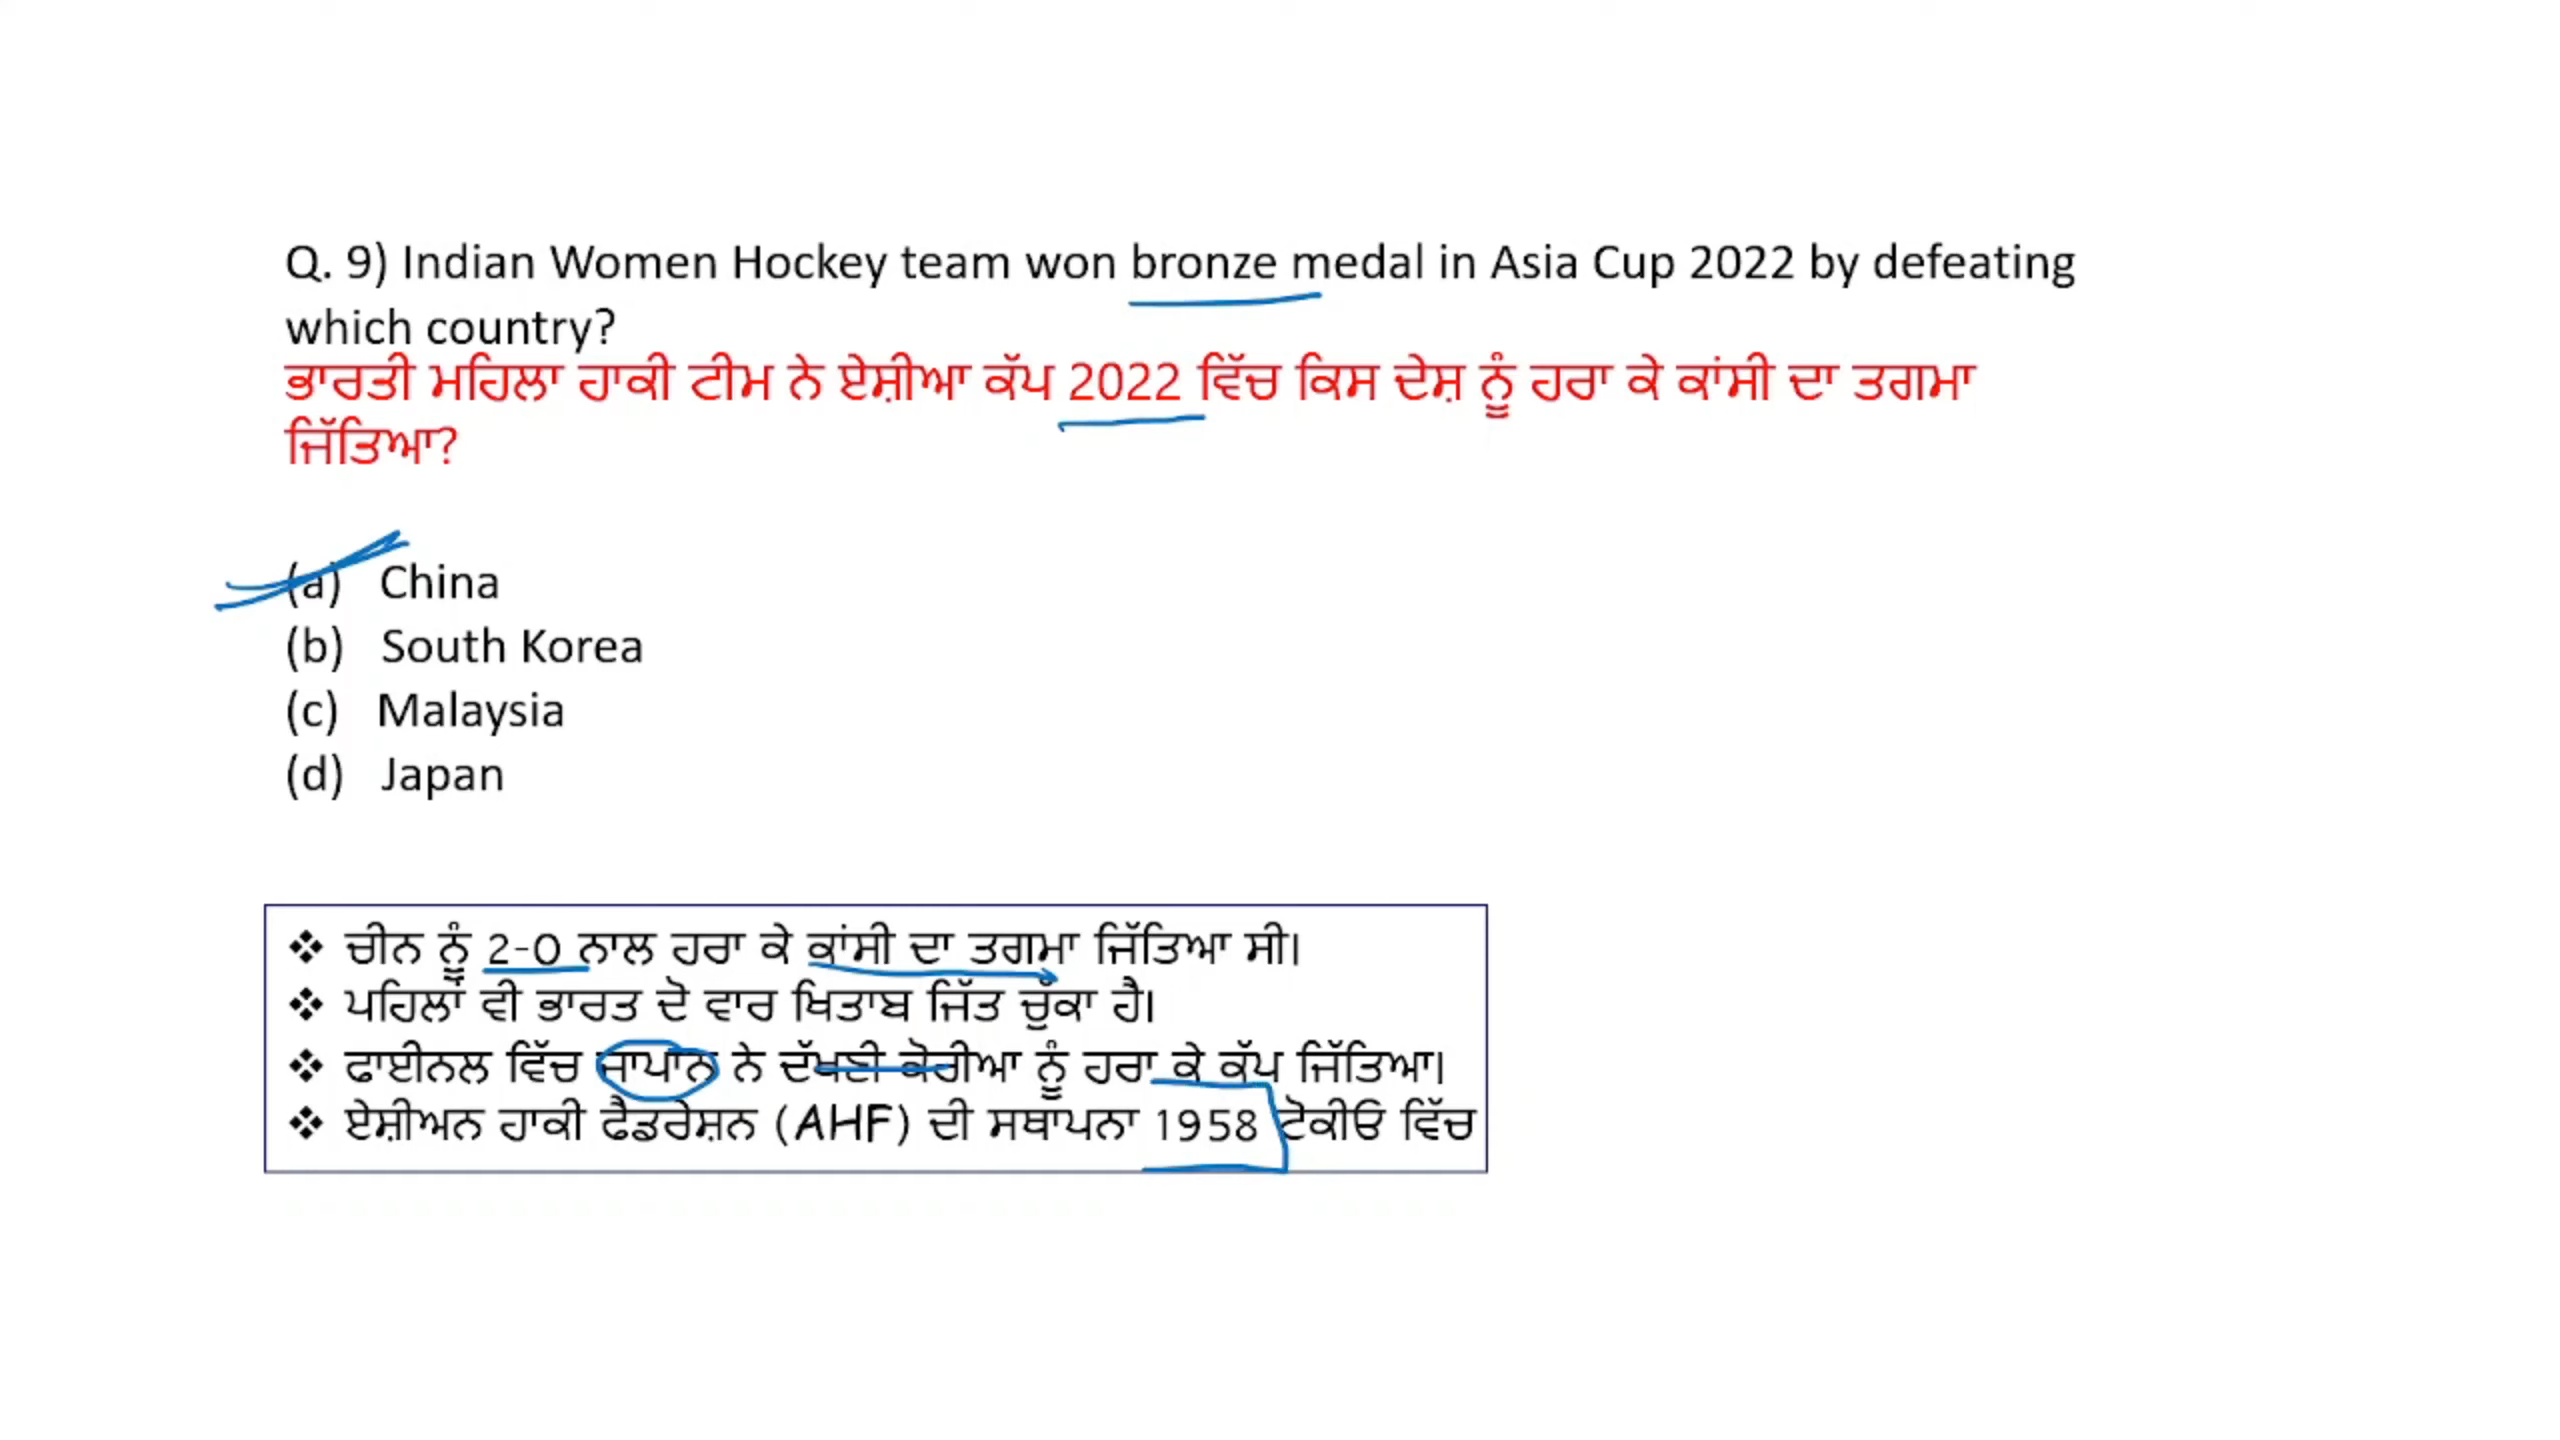 Q. 9) Indian Women Hockey team won bronze medal in Asia Cup 2022 by defeating
which country?
ਭਾਰਤੀ ਮਹਿਲਾ ਹਾਕੀ ਟੀਮ ਨੇ ਏਸ਼ੀਆ ਕੱਪ 2022 ਵਿੱਚ ਕਿਸ ਦੇਸ਼ ਨੂੰ ਹਰਾ ਕੇ ਕਾਂਸੀ ਦਾ ਤਗਮਾ
ਜਿੱਤਿਆ?
(a) China
(b) South Korea
(c) Malaysia
(d) Japan
❖ ਚੀਨ ਨੂੰ 2-0 ਨਾਲ ਹਰਾ ਕੇ ਕਾਂਸੀ ਦਾ ਤਗਮਾ ਜਿੱਤਿਆ ਸੀ।
❖ ਪਹਿਲਾਂ ਵੀ ਭਾਰਤ ਦੋ ਵਾਰ ਖਿਤਾਬ ਜਿੱਤ ਚੁੱਕਾ ਹੈ।
❖ ਫਾਈਨਲ ਵਿੱਚ ਜਾਪਾਨ ਨੇ ਦੱਖਣੀ ਕੋਰੀਆ ਨੂੰ ਹਰਾ ਕੇ ਕੱਪ ਜਿੱਤਿਆ।
❖ ਏਸ਼ੀਅਨ ਹਾਕੀ ਫੈਡਰੇਸ਼ਨ (AHF) ਦੀ ਸਥਾਪਨਾ 1958 ਟੋਕੀਓ ਵਿੱਚ